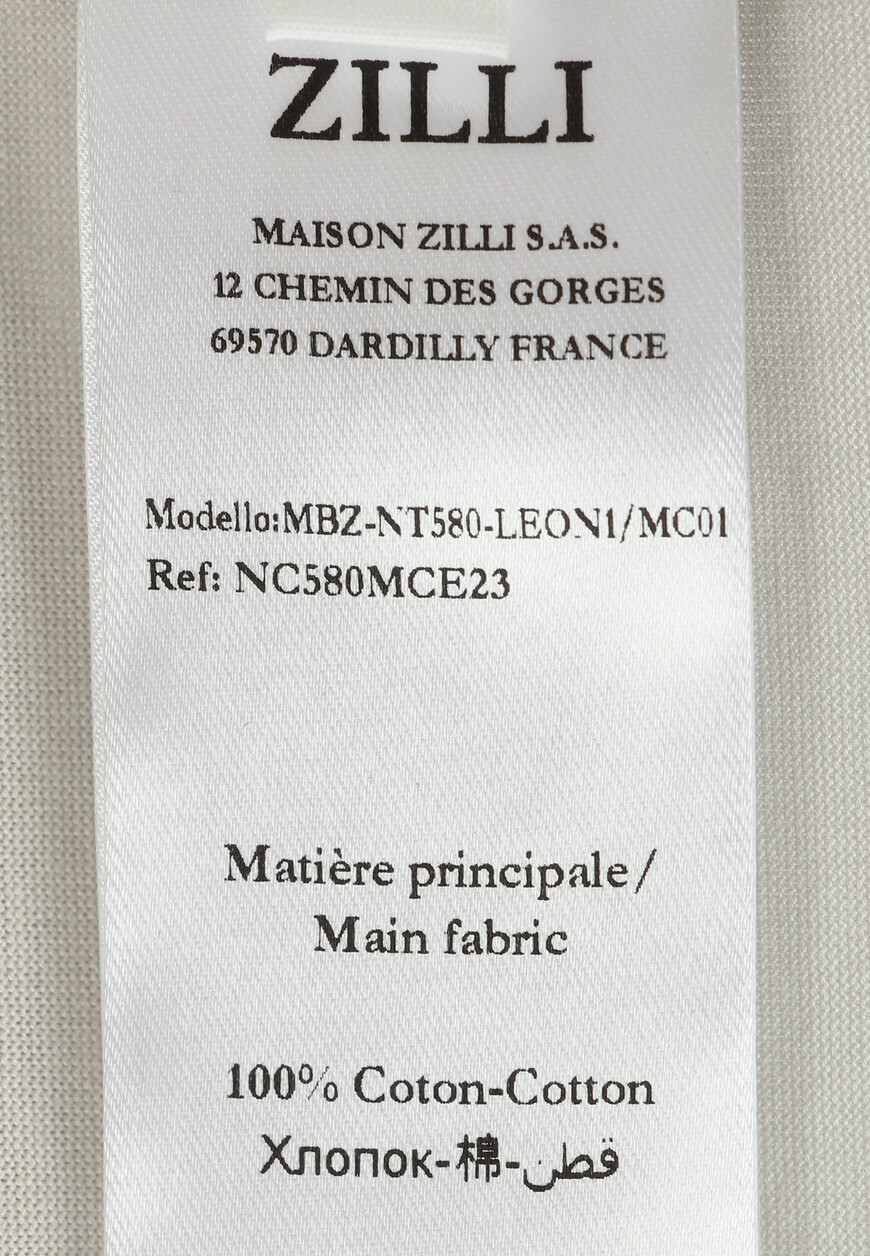 ZILLI
MAISON ZILLI S.A.S.
12 CHEMIN DES GORGES
69570 DARDILLY FRANCE
Modello:MBZ-NT580-LEON1/MC01
Ref: NC580MCE23
Matière principale/
Main fabric
100% Coton-Cotton
Хлопок-棉-قطن